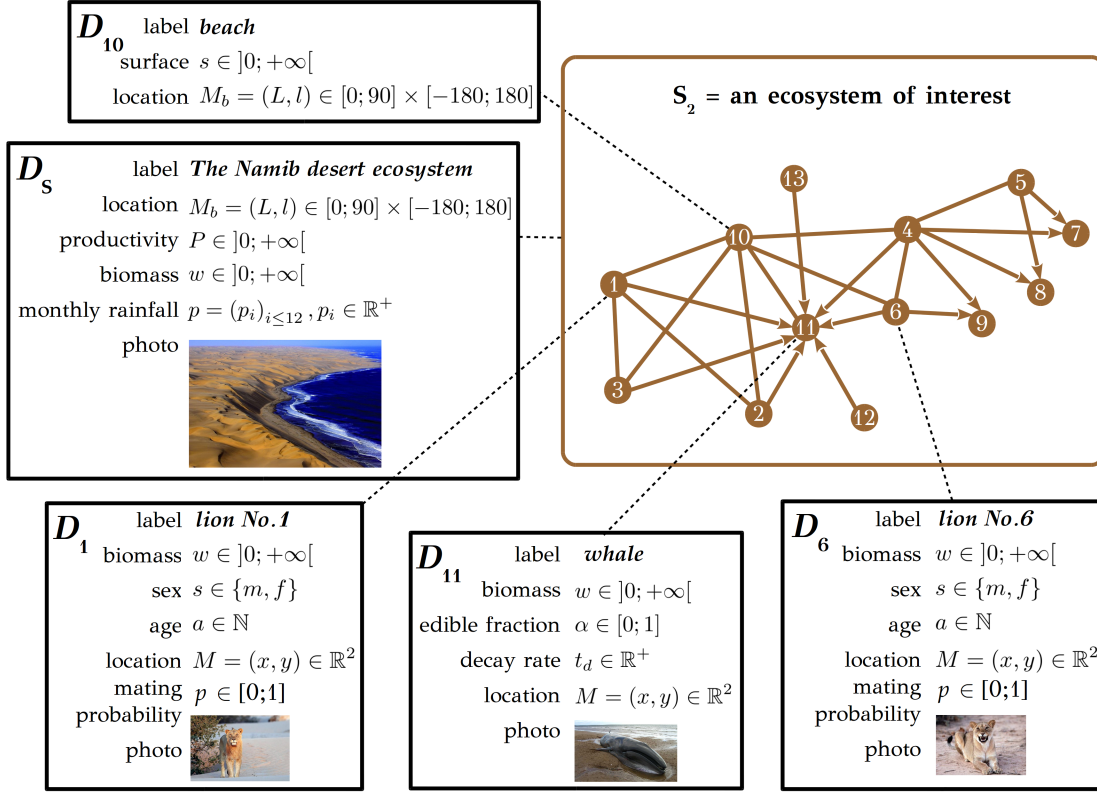 D₁₀
label beach
surface s ∈ ]0; +∞[
location M_b = (L, l) ∈ [0; 90] × [−180; 180]
S₂ = an ecosystem of interest
D_S
label The Namib desert ecosystem
location M_b = (L, l) ∈ [0; 90] × [−180; 180]
productivity P ∈ ]0; +∞[
biomass w ∈ ]0; +∞[
monthly rainfall p = (p_i)_{i≤12}, p_i ∈ ℝ⁺
photo
13
5
10
4
7
1
8
6
11
9
3
2
12
D₁
label lion No.1
biomass w ∈ ]0; +∞[
sex s ∈ {m, f}
age a ∈ ℕ
location M = (x, y) ∈ ℝ²
mating p ∈ [0;1]
probability
photo
D₁₁
label whale
biomass w ∈ ]0; +∞[
edible fraction α ∈ [0; 1]
decay rate t_d ∈ ℝ⁺
location M = (x, y) ∈ ℝ²
photo
D₆
label lion No.6
biomass w ∈ ]0; +∞[
sex s ∈ {m, f}
age a ∈ ℕ
location M = (x, y) ∈ ℝ²
mating p ∈ [0;1]
probability
photo